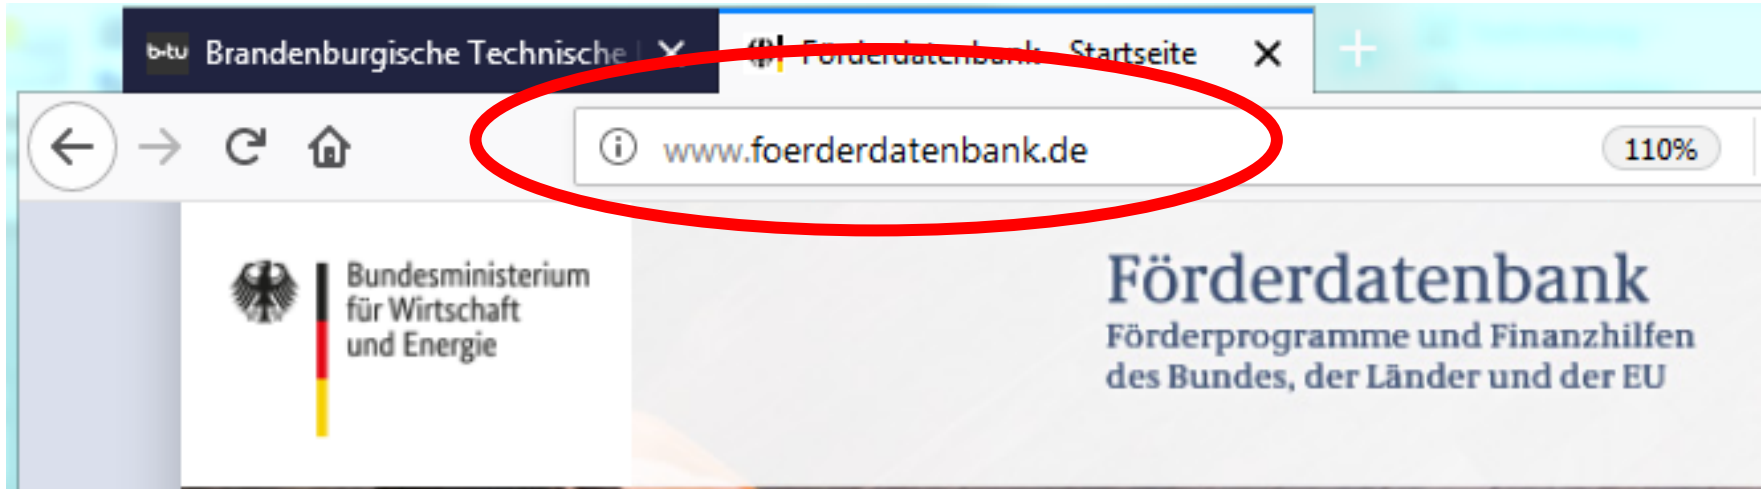 b-tu Brandenburgische Technische
Förderdatenbank - Startseite
www.foerderdatenbank.de
110%
Bundesministerium
für Wirtschaft
und Energie
Förderdatenbank
Förderprogramme und Finanzhilfen
des Bundes, der Länder und der EU